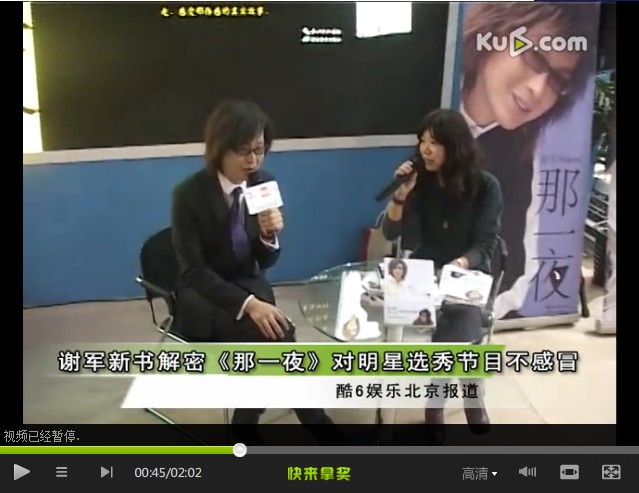 Ku6.com
那一夜
谢军新书解密《那一夜》对明星选秀节目不感冒
酷6娱乐北京报道
视频已经暂停.
00:45/02:02
快来拿奖
高清